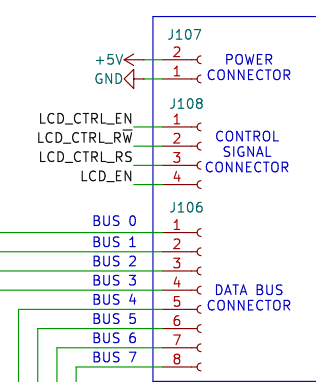 J107
+5V 2 POWER
GND 1 CONNECTOR
J108
LCD_CTRL_EN 1
LCD_CTRL_RW̅ 2 CONTROL
SIGNAL
LCD_CTRL_RS 3 CONNECTOR
LCD_EN 4
J106
BUS 0 1
BUS 1 2
BUS 2 3
BUS 3 4 DATA BUS
BUS 4 5 CONNECTOR
BUS 5 6
BUS 6 7
BUS 7 8